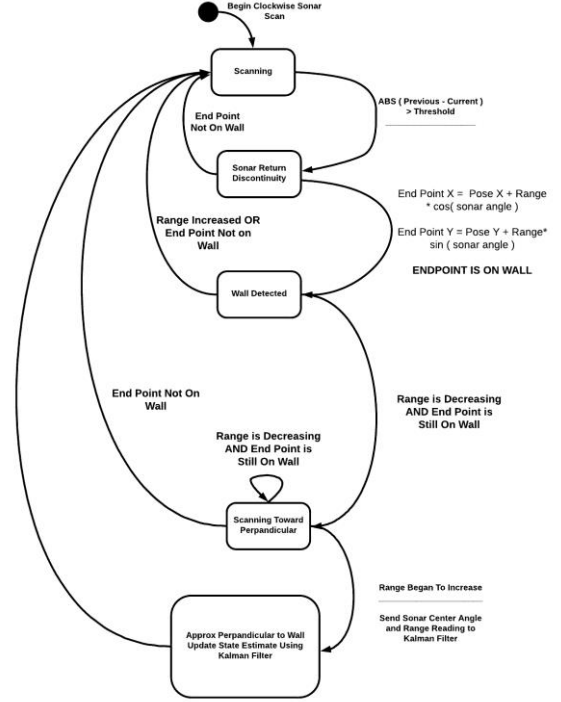 Begin Clockwise Sonar
Scan
Scanning
ABS ( Previous - Current )
> Threshold
End Point
Not On Wall
Sonar Return
Discontinuity
End Point X = Pose X + Range
* cos( sonar angle )
End Point Y = Pose Y + Range*
sin ( sonar angle )
ENDPOINT IS ON WALL
Range Increased OR
End Point Not on
Wall
Wall Detected
End Point Not On
Wall
Range is Decreasing
AND End Point is
Still On Wall
Range is Decreasing
AND End Point is
Still On Wall
Scanning Toward
Perpandicular
Range Began To Increase
Send Sonar Center Angle
and Range Reading to
Kalman Filter
Approx Perpandicular to Wall
Update State Estimate Using
Kalman Filter